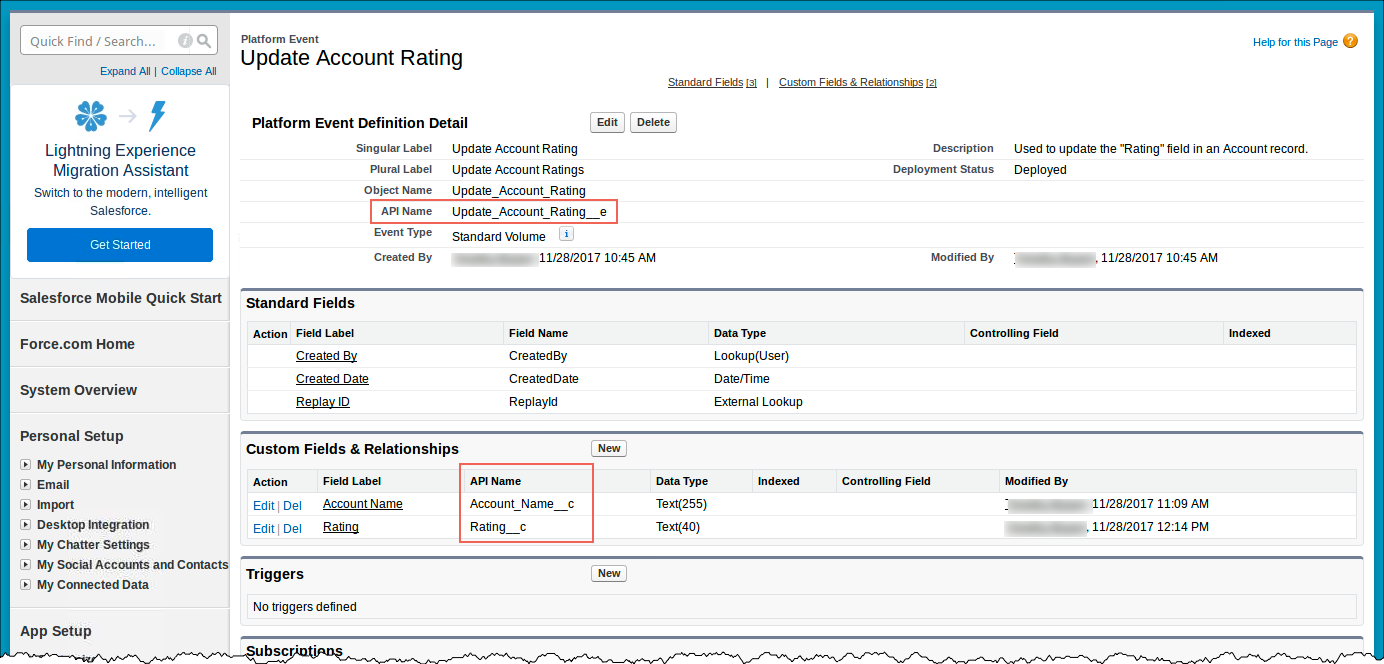 Quick Find / Search...
Expand All | Collapse All
Lightning Experience
Migration Assistant
Switch to the modern, intelligent
Salesforce.
Get Started
Salesforce Mobile Quick Start
Force.com Home
System Overview
Personal Setup
My Personal Information
Email
Import
Desktop Integration
My Chatter Settings
My Social Accounts and Contacts
My Connected Data
App Setup
Platform Event
Update Account Rating
Help for this Page ?
Standard Fields [3] | Custom Fields & Relationships [2]
Platform Event Definition Detail Edit Delete
Singular Label Update Account Rating Description Used to update the "Rating" field in an Account record.
Plural Label Update Account Ratings Deployment Status Deployed
Object Name Update_Account_Rating
API Name Update_Account_Rating__e
Event Type Standard Volume i
Created By 11/28/2017 10:45 AM Modified By , 11/28/2017 10:45 AM
Standard Fields
Action Field Label Field Name Data Type Controlling Field Indexed
Created By CreatedBy Lookup(User)
Created Date CreatedDate Date/Time
Replay ID ReplayId External Lookup
Custom Fields & Relationships New
Action Field Label API Name Data Type Indexed Controlling Field Modified By
Edit | Del Account Name Account_Name__c Text(255) 11/28/2017 11:09 AM
Edit | Del Rating Rating__c Text(40) , 11/28/2017 12:14 PM
Triggers New
No triggers defined
Subscriptions